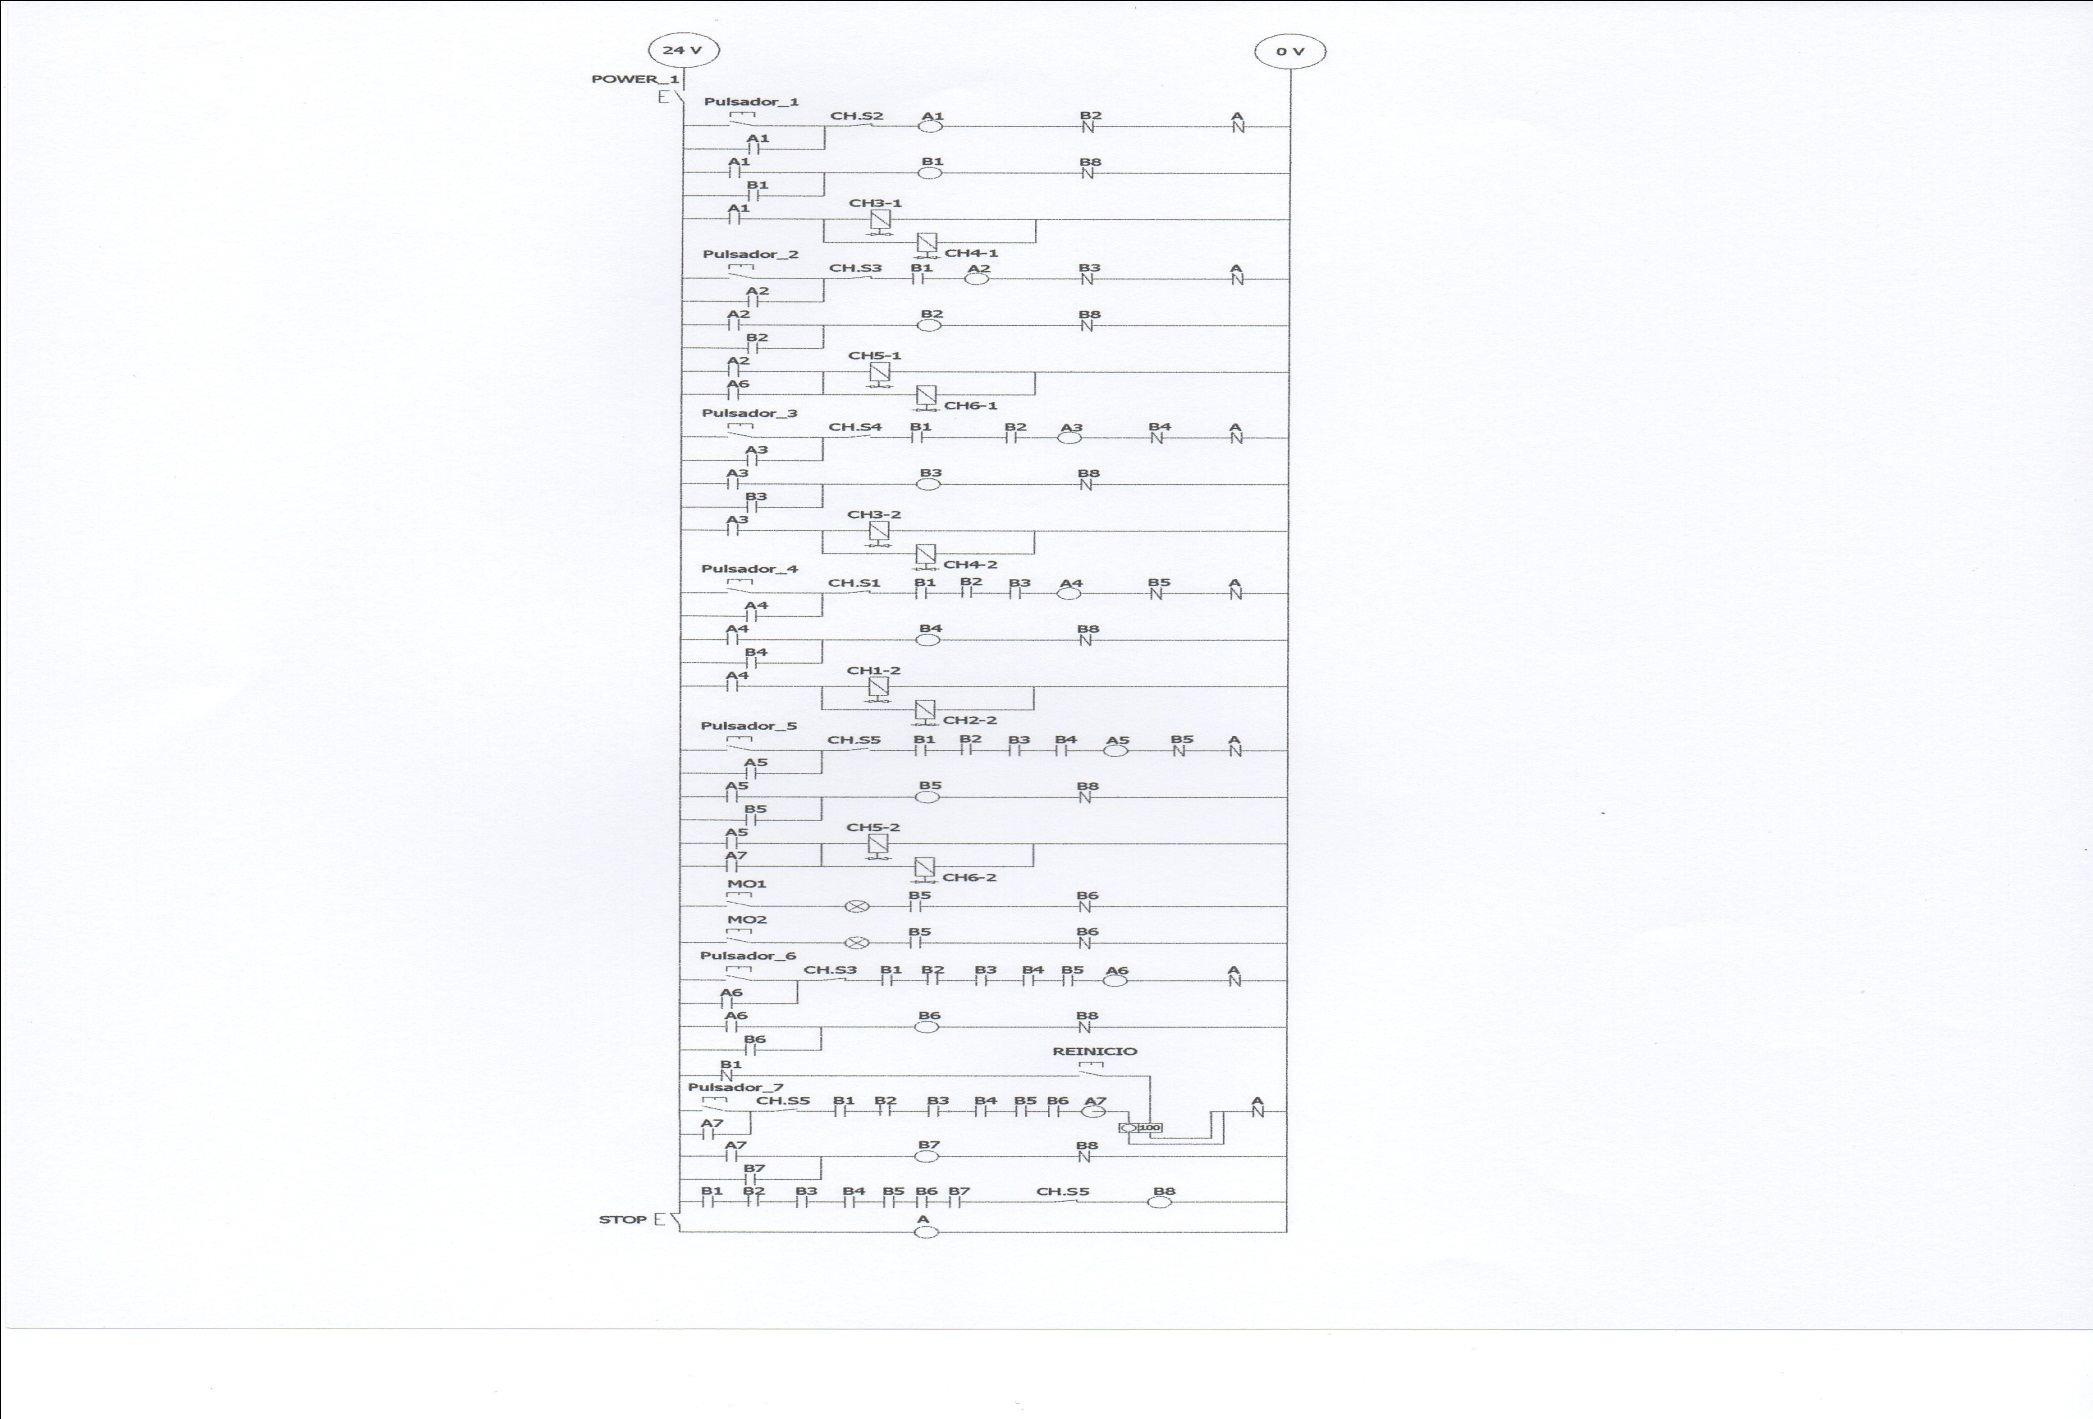 24 V 0 V
POWER_1
E
Pulsador_1
CH.S2 A1 B2 A
A1
A1 B1 B8
B1
A1 CH3-1
CH4-1
Pulsador_2
CH.S3 B1 A2 B3 A
A2
A2 B2 B8
B2
A2 CH5-1
A6
CH6-1
Pulsador_3
CH.S4 B1 B2 A3 B4 A
A3
A3 B3 B8
B3
A3 CH3-2
CH4-2
Pulsador_4
CH.S1 B1 B2 B3 A4 B5 A
A4
A4 B4 B8
B4
A4 CH1-2
CH2-2
Pulsador_5
CH.S5 B1 B2 B3 B4 A5 B5 A
A5
A5 B5 B8
B5
A5 CH5-2
A7
CH6-2
MO1
B5 B6
MO2
B5 B6
Pulsador_6
CH.S3 B1 B2 B3 B4 B5 A6 A
A6
A6 B6 B8
B6
REINICIO
B1
Pulsador_7
CH.S5 B1 B2 B3 B4 B5 B6 A7 A
A7
100
A7 B7 B8
B7
B1 B2 B3 B4 B5 B6 B7 CH.S5 B8
STOP E A